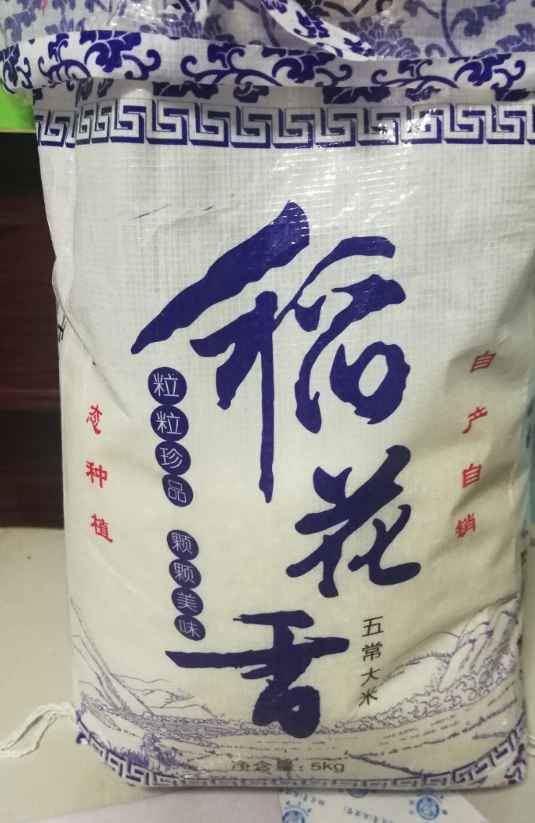 稻花香
粒粒珍品
颗颗美味
五常大米
自产自销
态种植
净含量：5kg